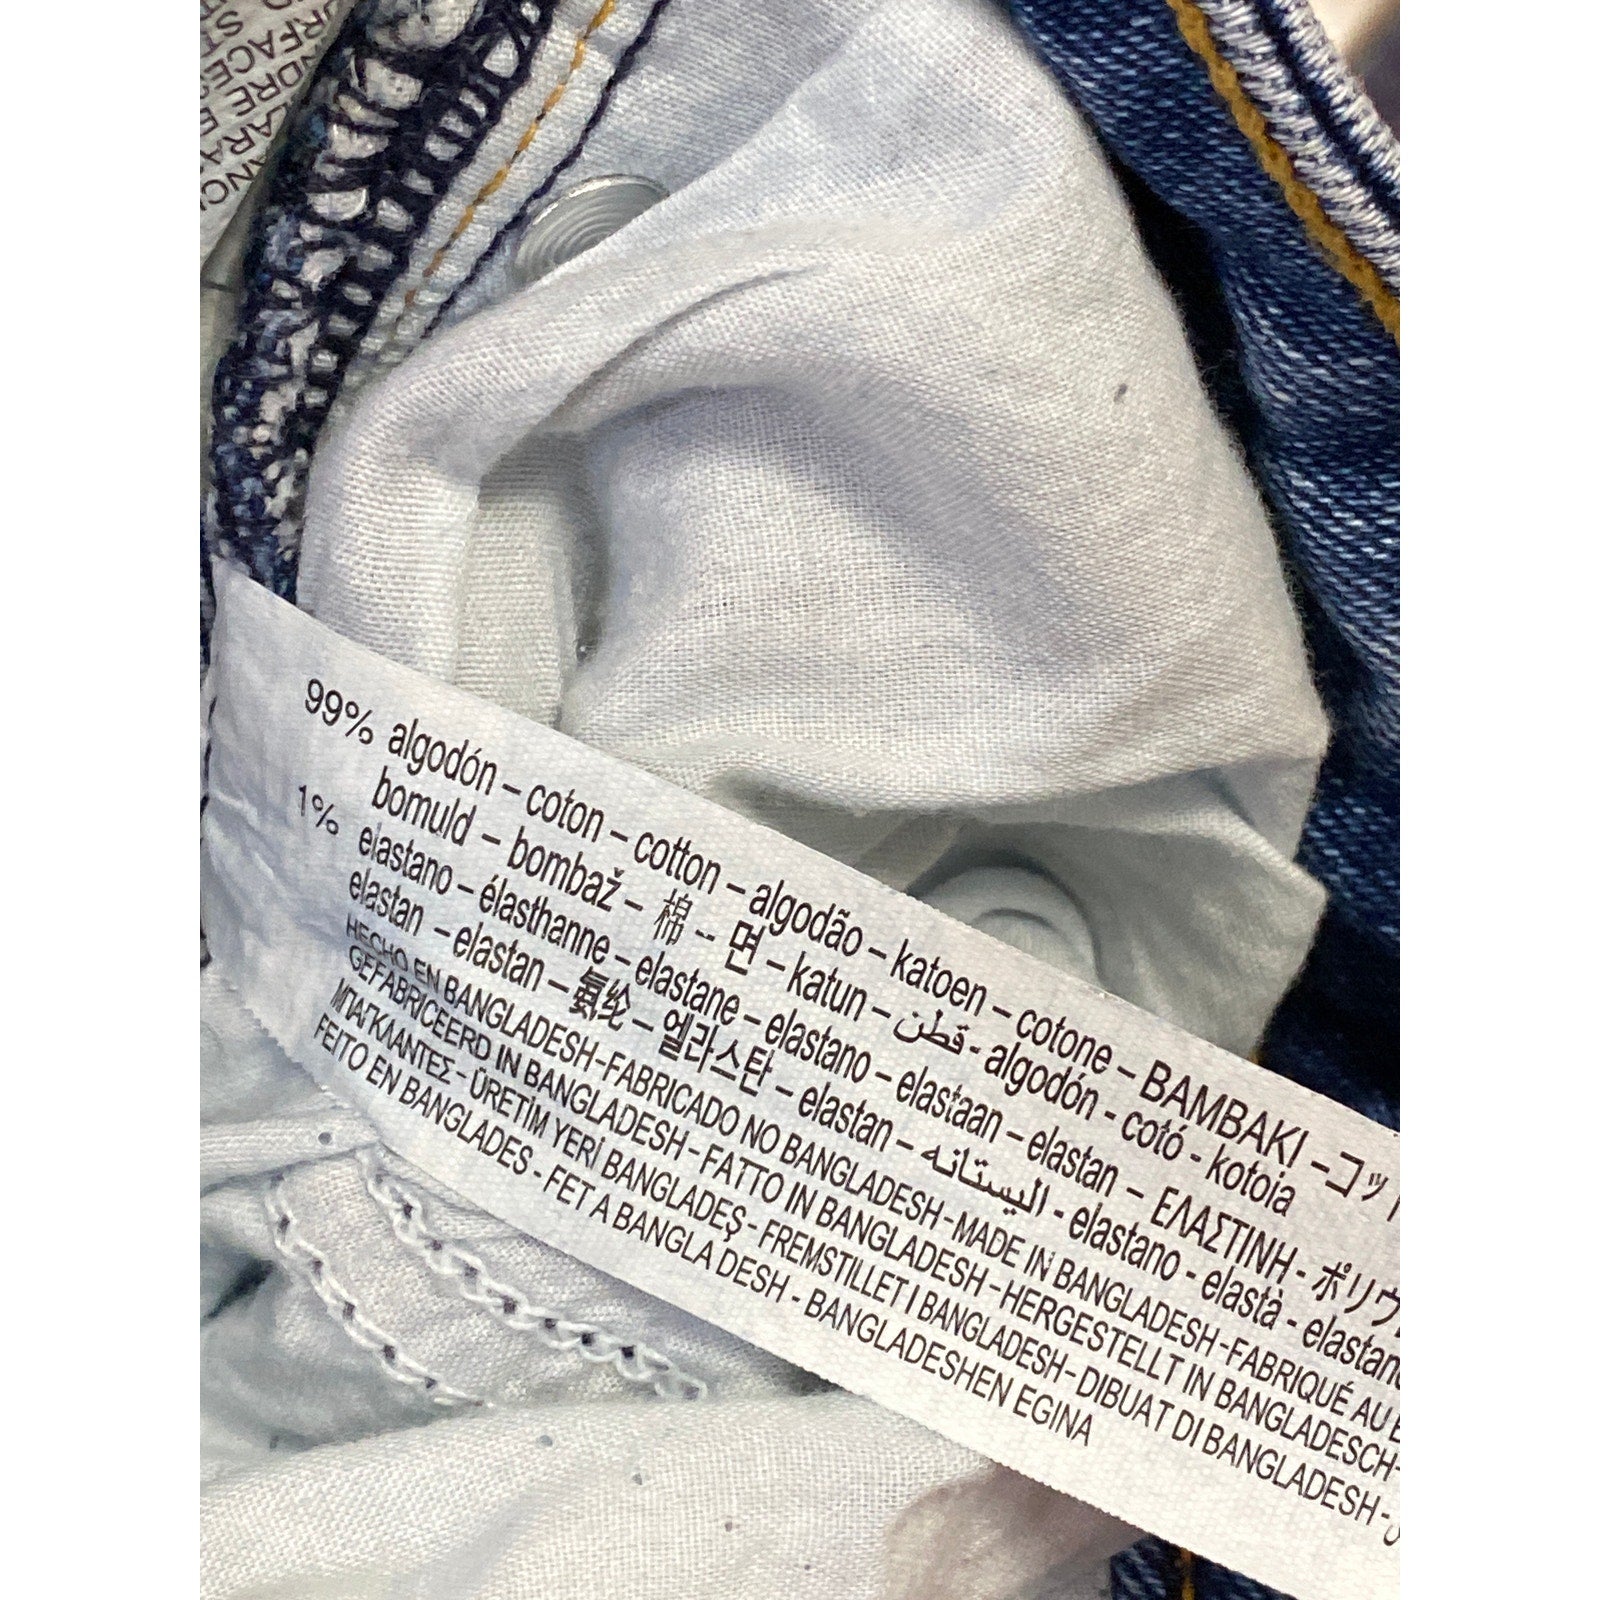 99% algodón – coton – cotton – algodão – katoen – cotone – BAMBAKI – コット
bomuld – bombaž – 棉 – 면 – katun – قطن - algodón - cotó - kotoia
1% elastano – élasthanne – elastane – elastano – elastaan – elastan – ΕΛΑΣΤΙΝΗ - ポリウ
elastan – elastan – 氨纶 – 엘라스탄 – elastan – اليستانه - elastano - elastà - elastano
HECHO EN BANGLADESH-FABRICADO NO BANGLADESH-MADE IN BANGLADESH-FABRIQUÉ AU B
GEFABRICEERD IN BANGLADESH - FATTO IN BANGLADESH - HERGESTELLT IN BANGLADESCH-
ΜΠΑΓΚΛΑΝΤΕΣ - ÜRETİM YERİ BANGLADEŞ - FREMSTILLET I BANGLADESH - DIBUAT DI BANGLADESH -
FEITO EN BANGLADES - FET A BANGLA DESH - BANGLADESHEN EGINA